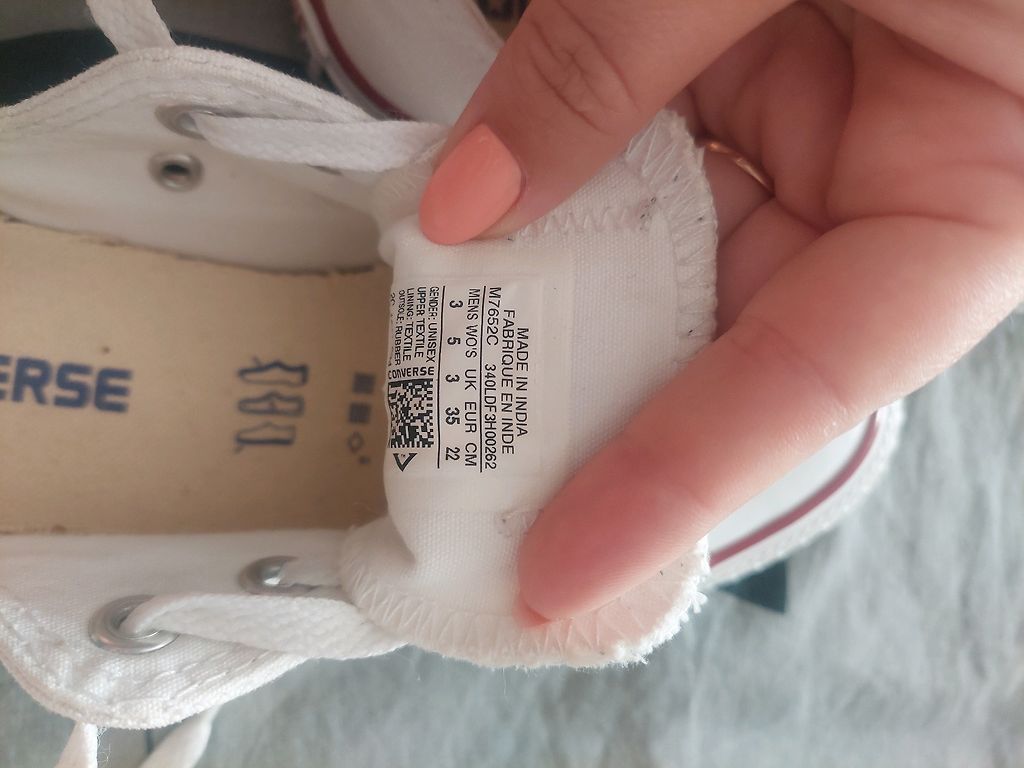 MADE IN INDIA
FABRIQUE EN INDE
M7652C 340LDF3H00262
MENS WO'S UK EUR CM
3 5 3 35 22
GENDER: UNISEX
UPPER: TEXTILE
LINING: TEXTILE
OUTSOLE: RUBBER
CONVERSE
ERSE